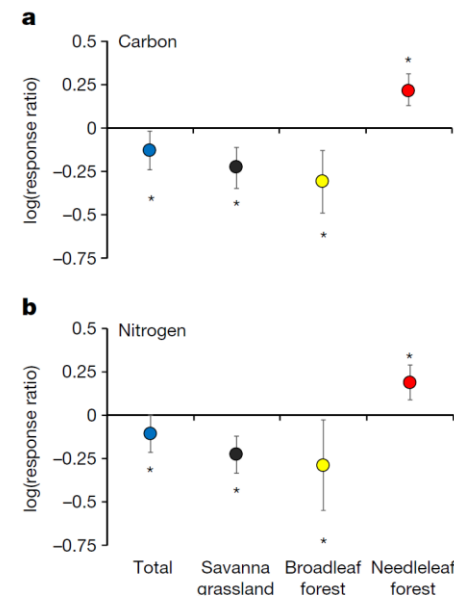 a
0.5
Carbon
*
0.25
0
−0.25
*
*
−0.5
*
−0.75
log(response ratio)
b
0.5
Nitrogen
*
0.25
0
−0.25
*
*
−0.5
*
−0.75
log(response ratio)
Total
Savanna grassland
Broadleaf forest
Needleleaf forest